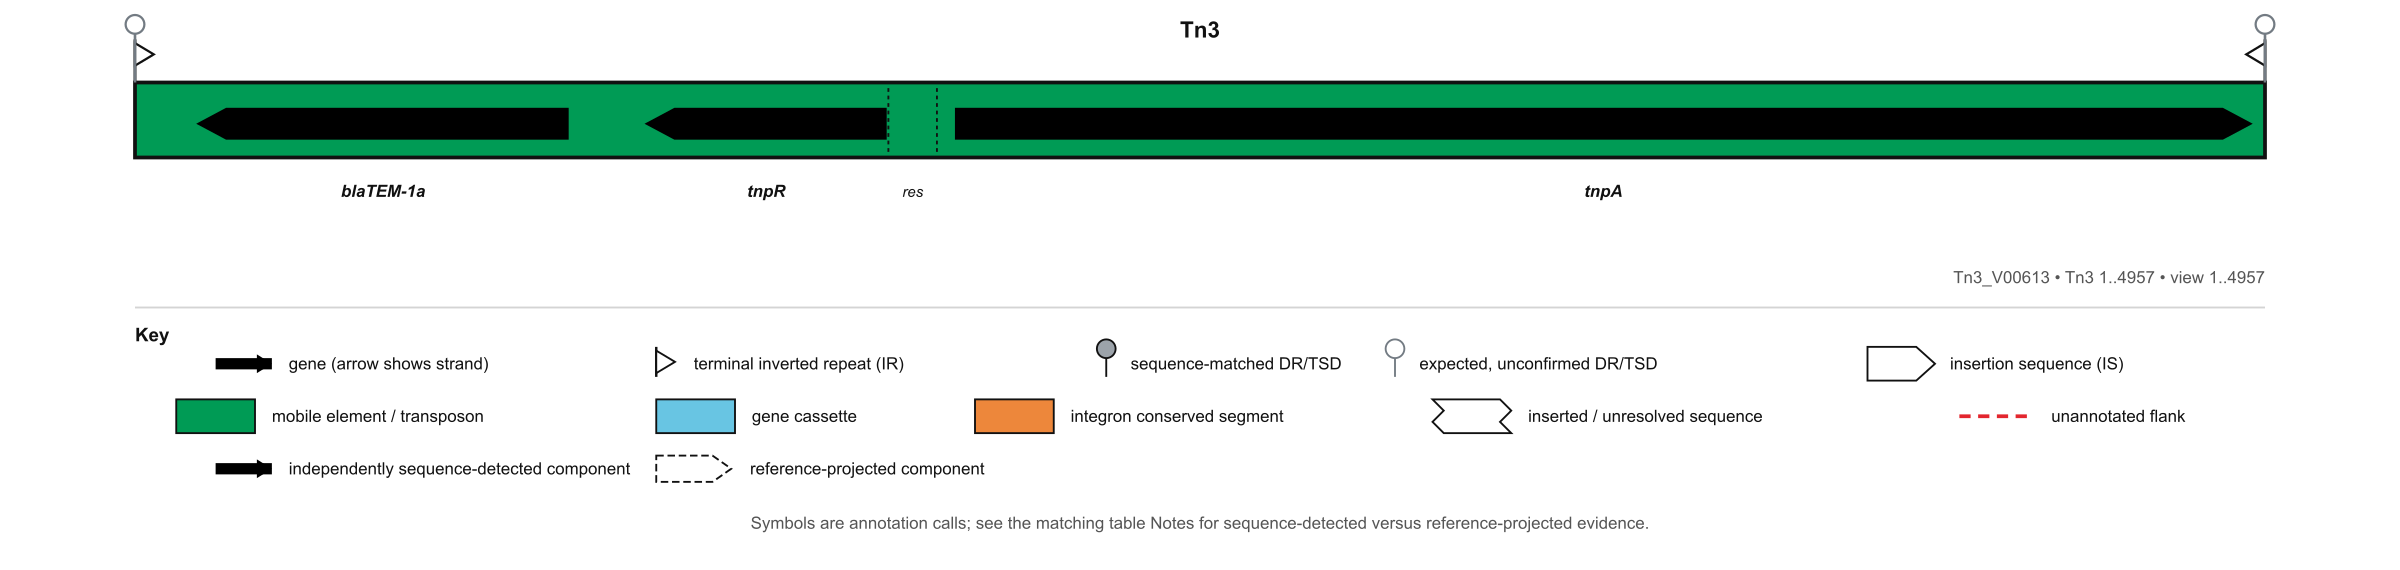 Tn3
blaTEM-1a
tnpR
res
tnpA
Tn3_V00613 • Tn3 1..4957 • view 1..4957
Key
gene (arrow shows strand)
terminal inverted repeat (IR)
sequence-matched DR/TSD
expected, unconfirmed DR/TSD
insertion sequence (IS)
mobile element / transposon
gene cassette
integron conserved segment
inserted / unresolved sequence
unannotated flank
independently sequence-detected component
reference-projected component
Symbols are annotation calls; see the matching table Notes for sequence-detected versus reference-projected evidence.